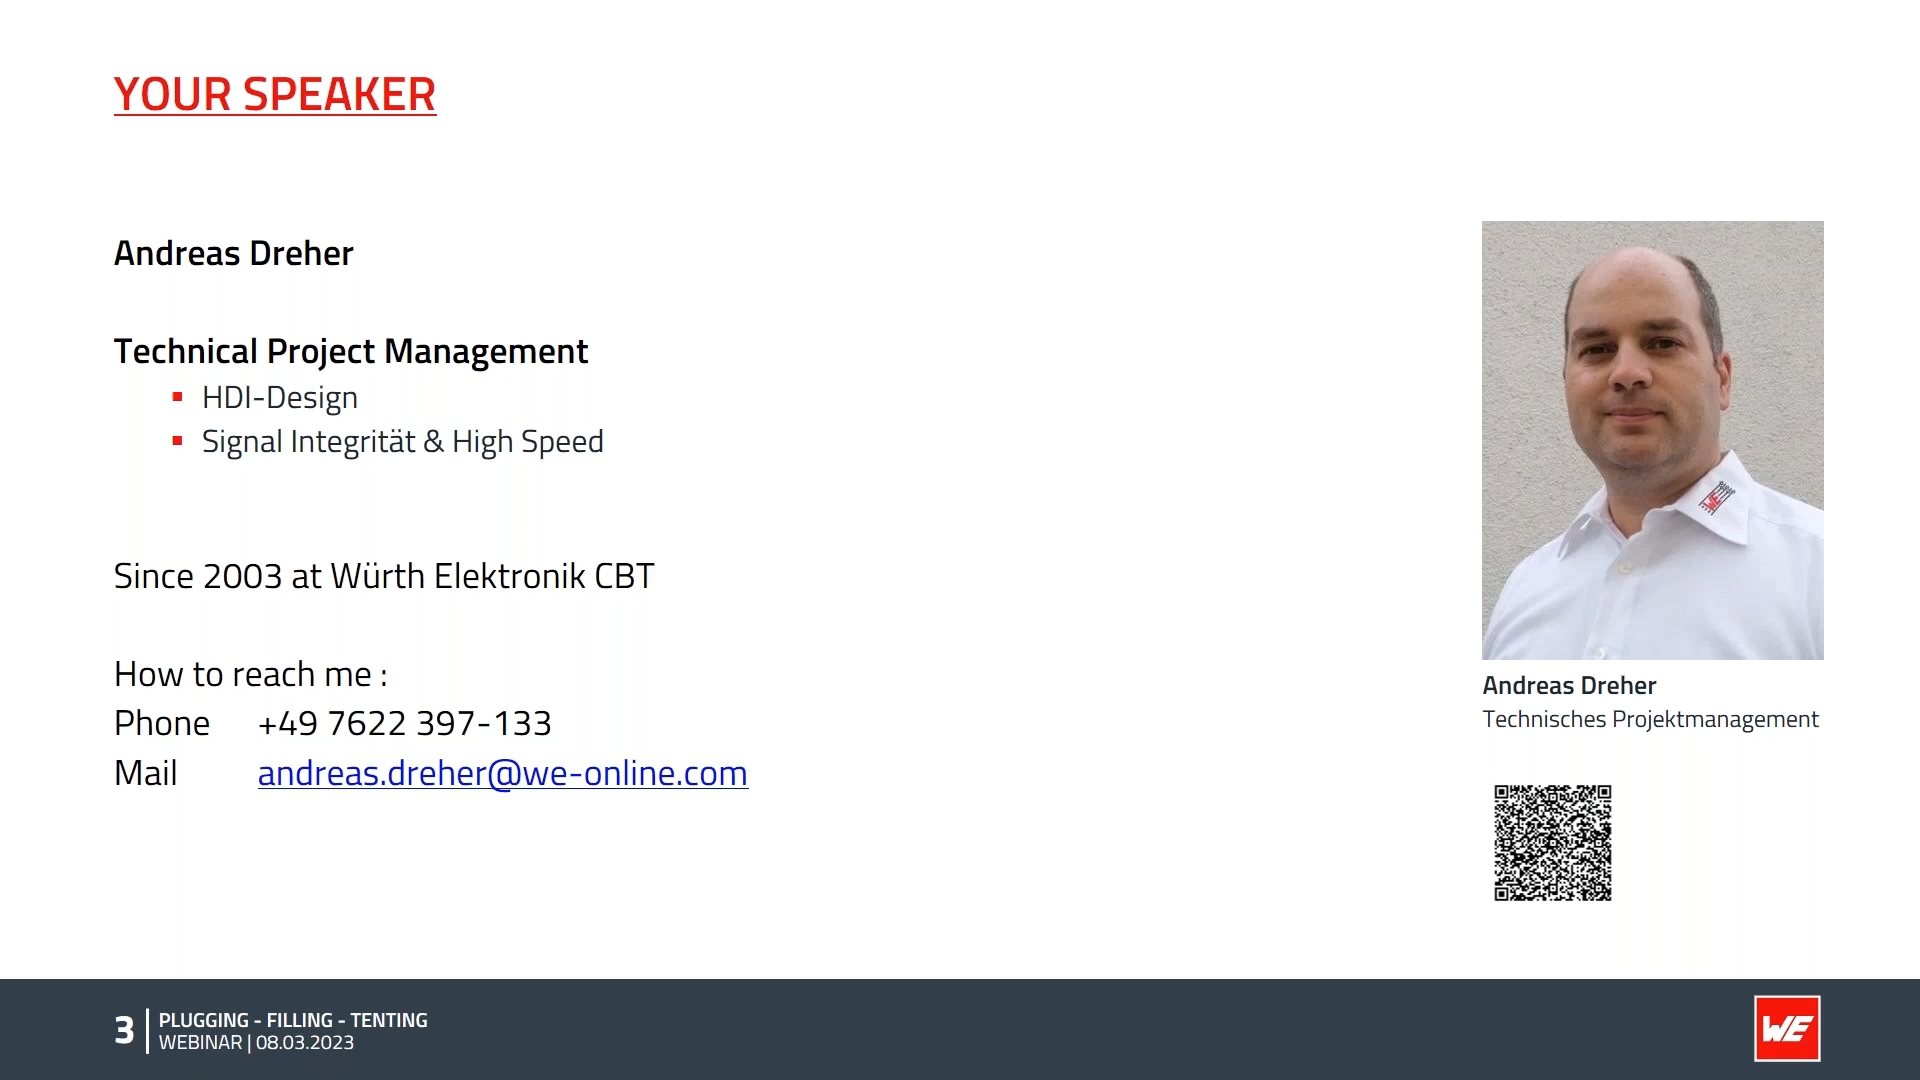 YOUR SPEAKER
Andreas Dreher
Technical Project Management
HDI-Design
Signal Integrität & High Speed
Since 2003 at Würth Elektronik CBT
How to reach me :
Phone +49 7622 397-133
Mail andreas.dreher@we-online.com
WE
Andreas Dreher
Technisches Projektmanagement
3
PLUGGING - FILLING - TENTING
WEBINAR | 08.03.2023
WE